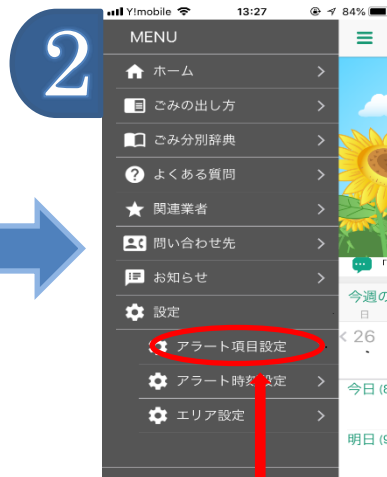 2
Y!mobile 13:27 84%
MENU
ホーム
ごみの出し方
ごみ分別辞典
よくある質問
関連業者
問い合わせ先
お知らせ
設定
アラート項目設定
アラート時刻設定
エリア設定
今週の
日
26
今日 (8
明日 (9